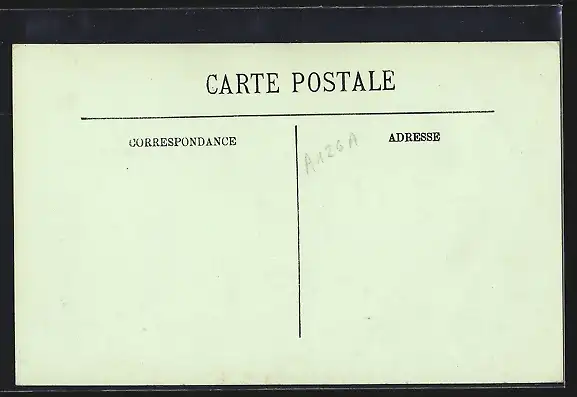 CARTE POSTALE
CORRESPONDANCE
ADRESSE
A126A